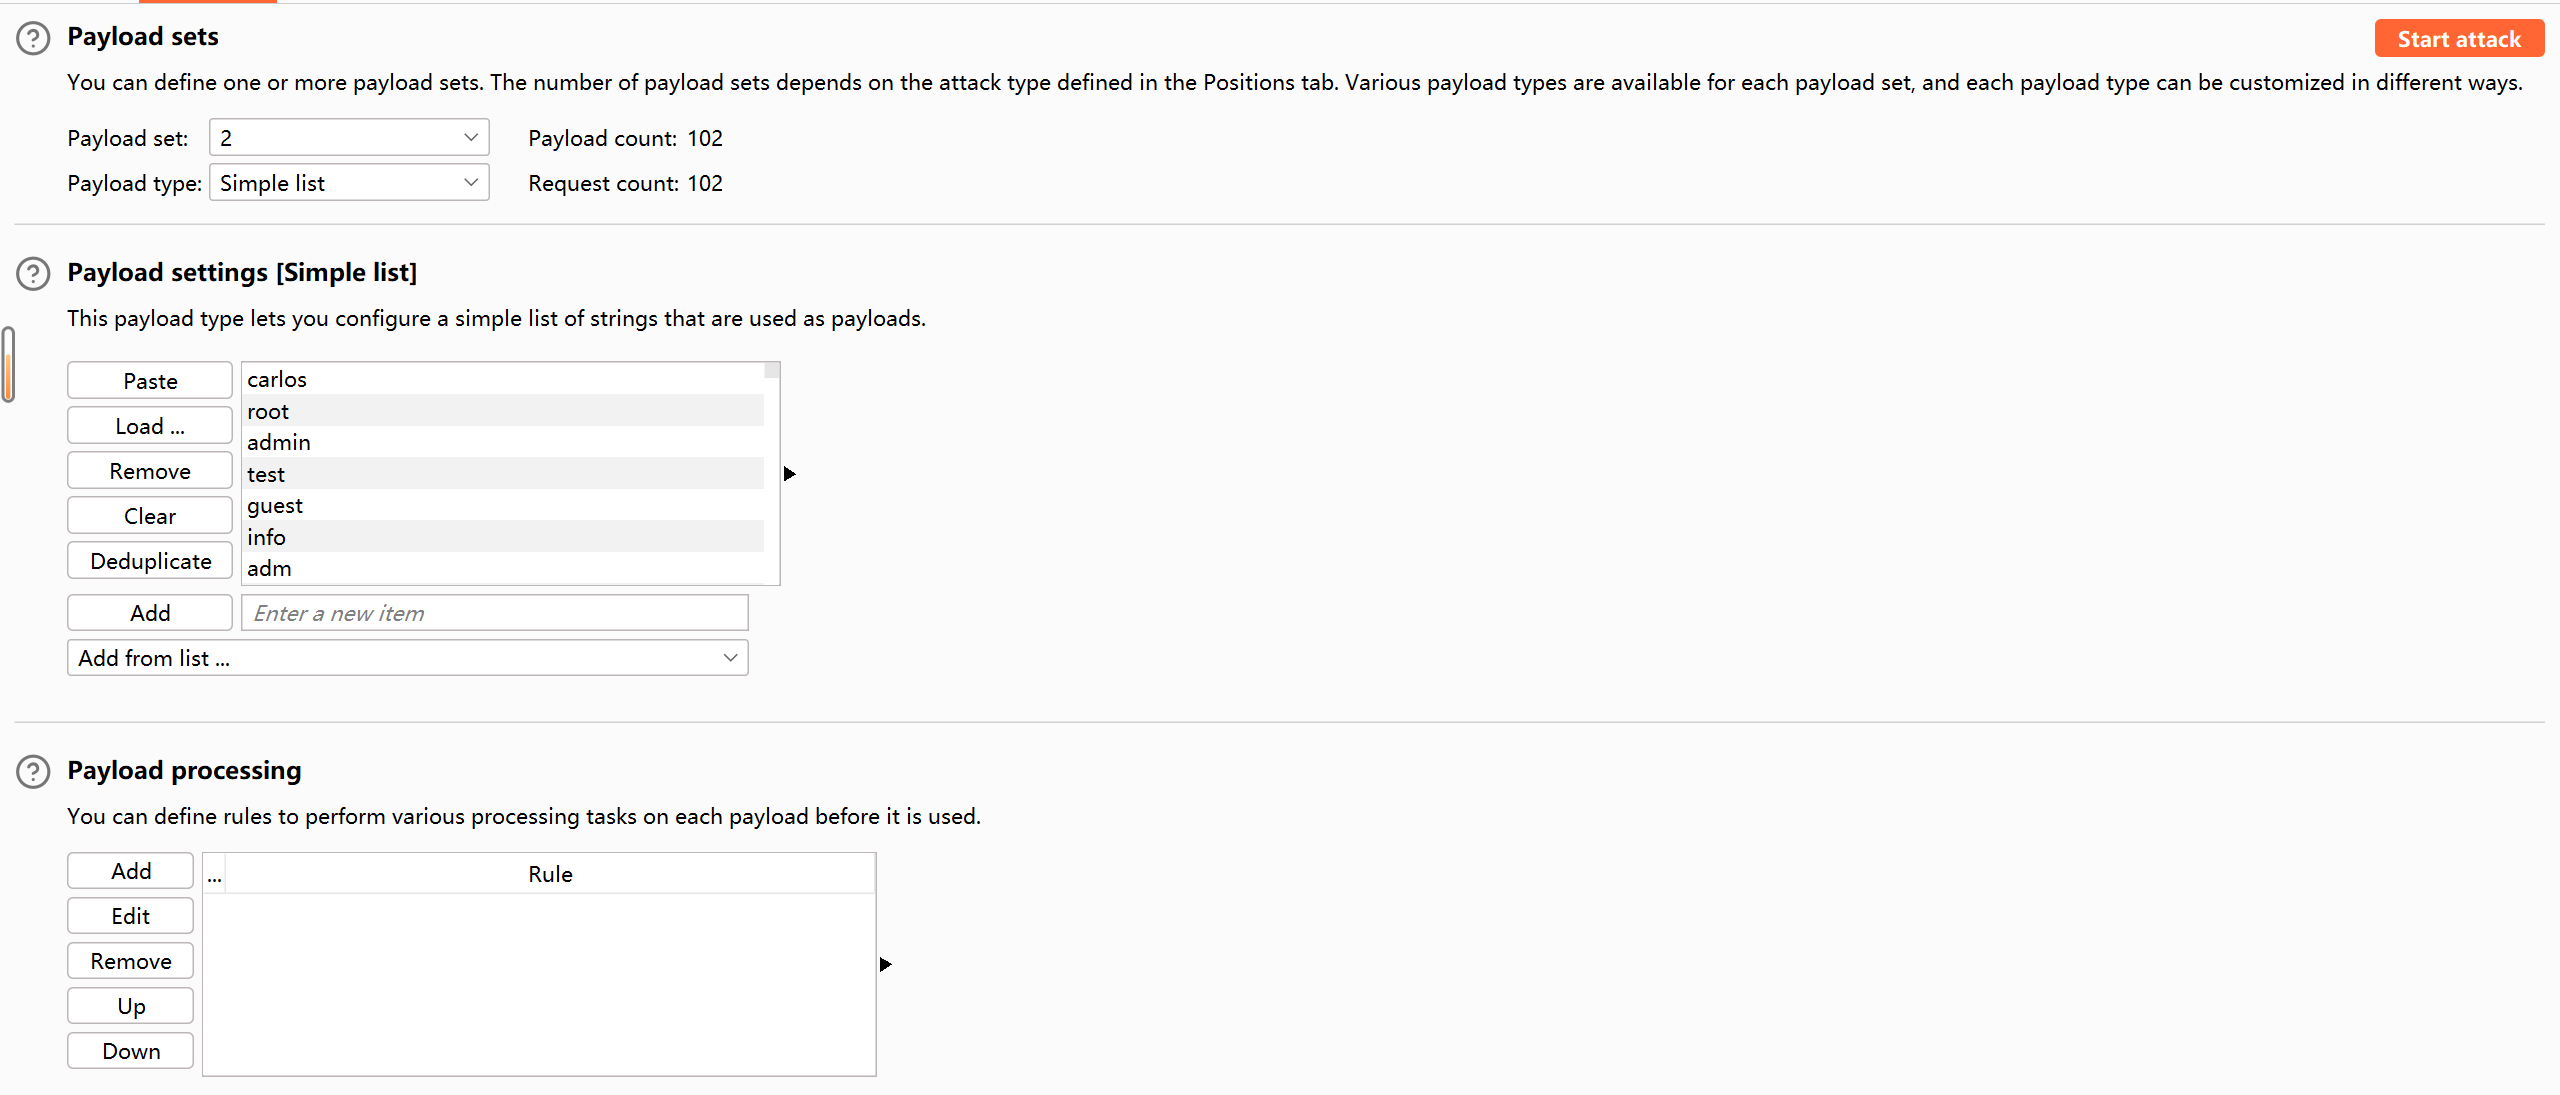 Payload sets
Start attack
You can define one or more payload sets. The number of payload sets depends on the attack type defined in the Positions tab. Various payload types are available for each payload set, and each payload type can be customized in different ways.
Payload set: 2 Payload count: 102
Payload type: Simple list Request count: 102
Payload settings [Simple list]
This payload type lets you configure a simple list of strings that are used as payloads.
Paste
Load ...
Remove
Clear
Deduplicate
carlos
root
admin
test
guest
info
adm
Add Enter a new item
Add from list ...
Payload processing
You can define rules to perform various processing tasks on each payload before it is used.
Add
Edit
Remove
Up
Down
... Rule